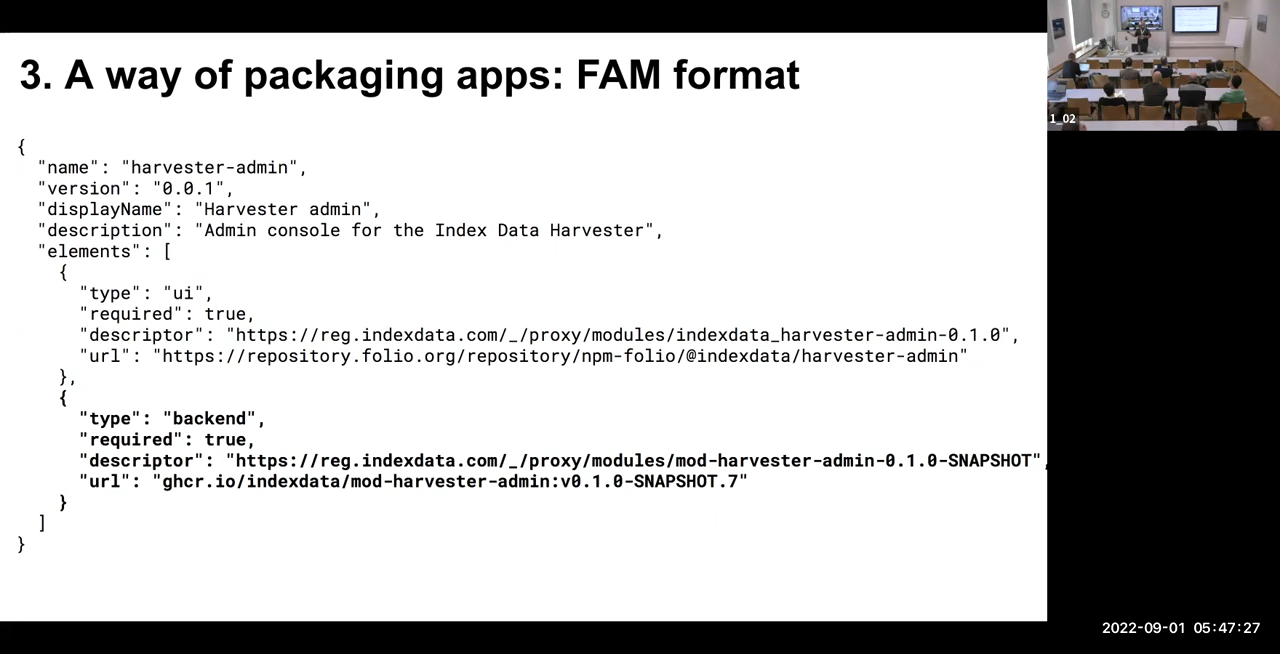 3. A way of packaging apps: FAM format
{
"name": "harvester-admin",
"version": "0.0.1",
"displayName": "Harvester admin",
"description": "Admin console for the Index Data Harvester",
"elements": [
{
"type": "ui",
"required": true,
"descriptor": "https://reg.indexdata.com/_/proxy/modules/indexdata_harvester-admin-0.1.0",
"url": "https://repository.folio.org/repository/npm-folio/@indexdata/harvester-admin"
},
{
"type": "backend",
"required": true,
"descriptor": "https://reg.indexdata.com/_/proxy/modules/mod-harvester-admin-0.1.0-SNAPSHOT",
"url": "ghcr.io/indexdata/mod-harvester-admin:v0.1.0-SNAPSHOT.7"
}
]
}
1_02
2022-09-01 05:47:27